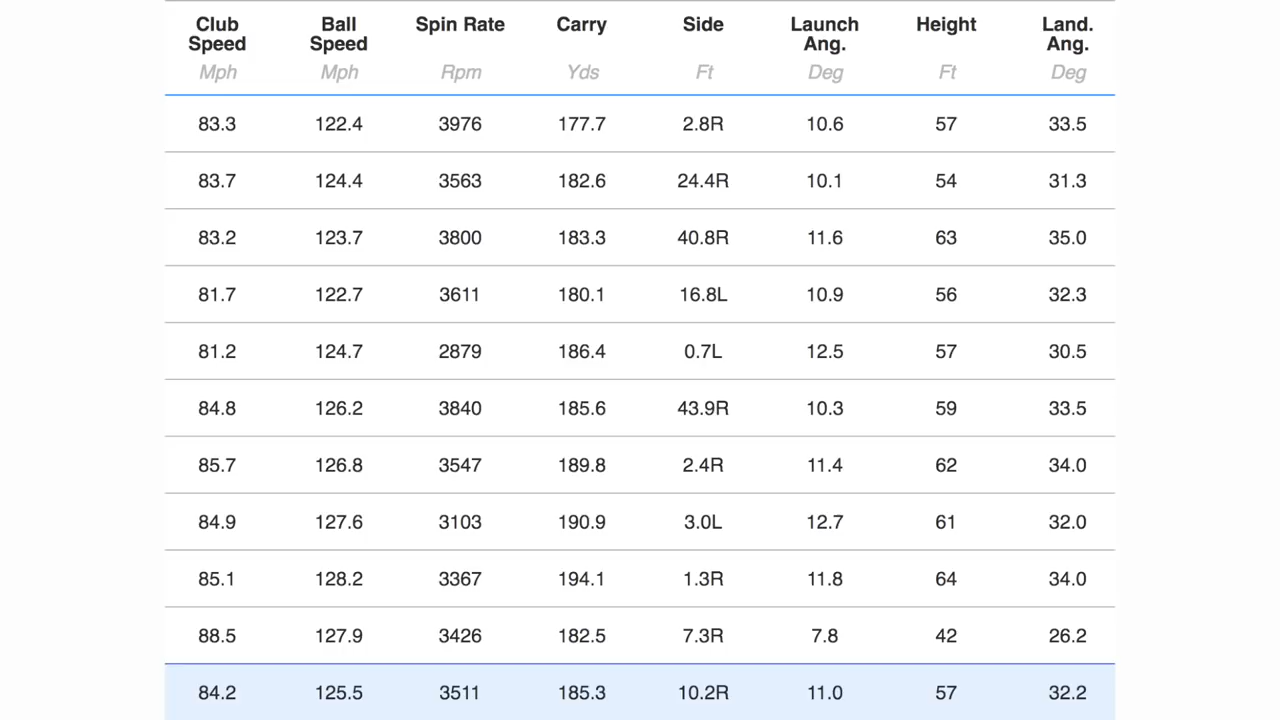 Club Speed Ball Speed Spin Rate Carry Side Launch Ang. Height Land. Ang.
Mph Mph Rpm Yds Ft Deg Ft Deg
83.3 122.4 3976 177.7 2.8R 10.6 57 33.5
83.7 124.4 3563 182.6 24.4R 10.1 54 31.3
83.2 123.7 3800 183.3 40.8R 11.6 63 35.0
81.7 122.7 3611 180.1 16.8L 10.9 56 32.3
81.2 124.7 2879 186.4 0.7L 12.5 57 30.5
84.8 126.2 3840 185.6 43.9R 10.3 59 33.5
85.7 126.8 3547 189.8 2.4R 11.4 62 34.0
84.9 127.6 3103 190.9 3.0L 12.7 61 32.0
85.1 128.2 3367 194.1 1.3R 11.8 64 34.0
88.5 127.9 3426 182.5 7.3R 7.8 42 26.2
84.2 125.5 3511 185.3 10.2R 11.0 57 32.2